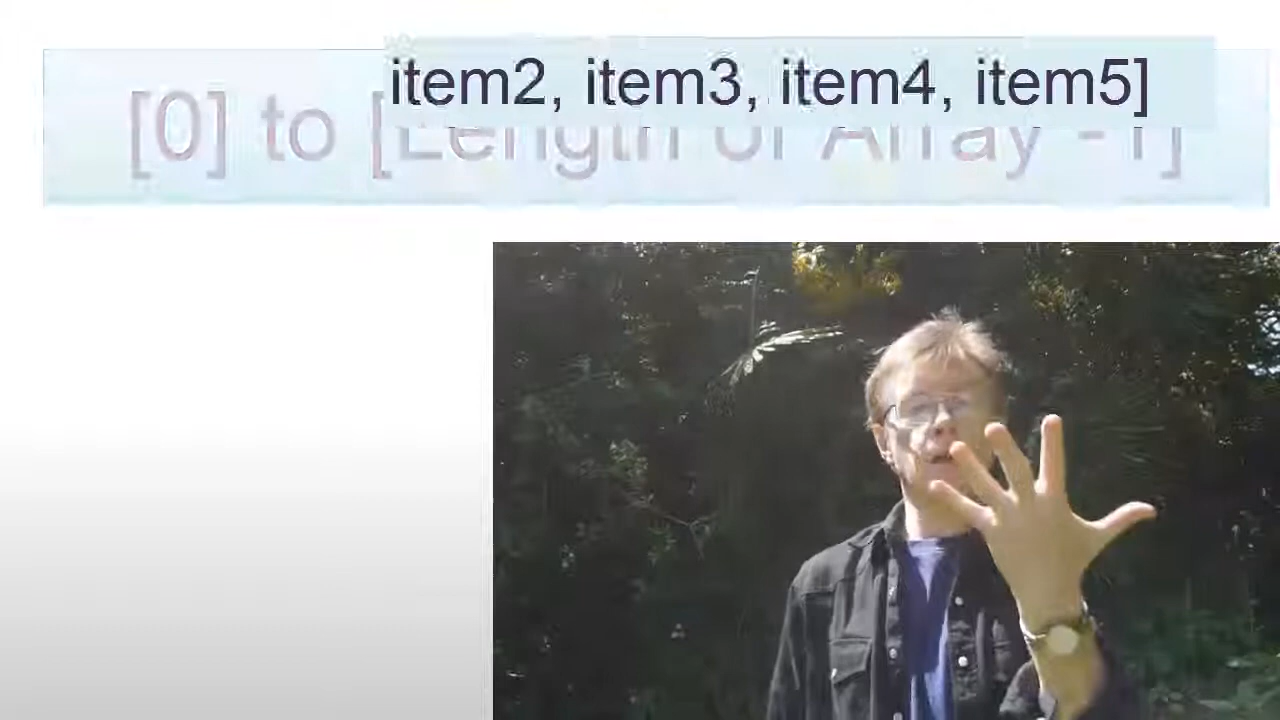 item2, item3, item4, item5]
[0] to [Length of Array -1]